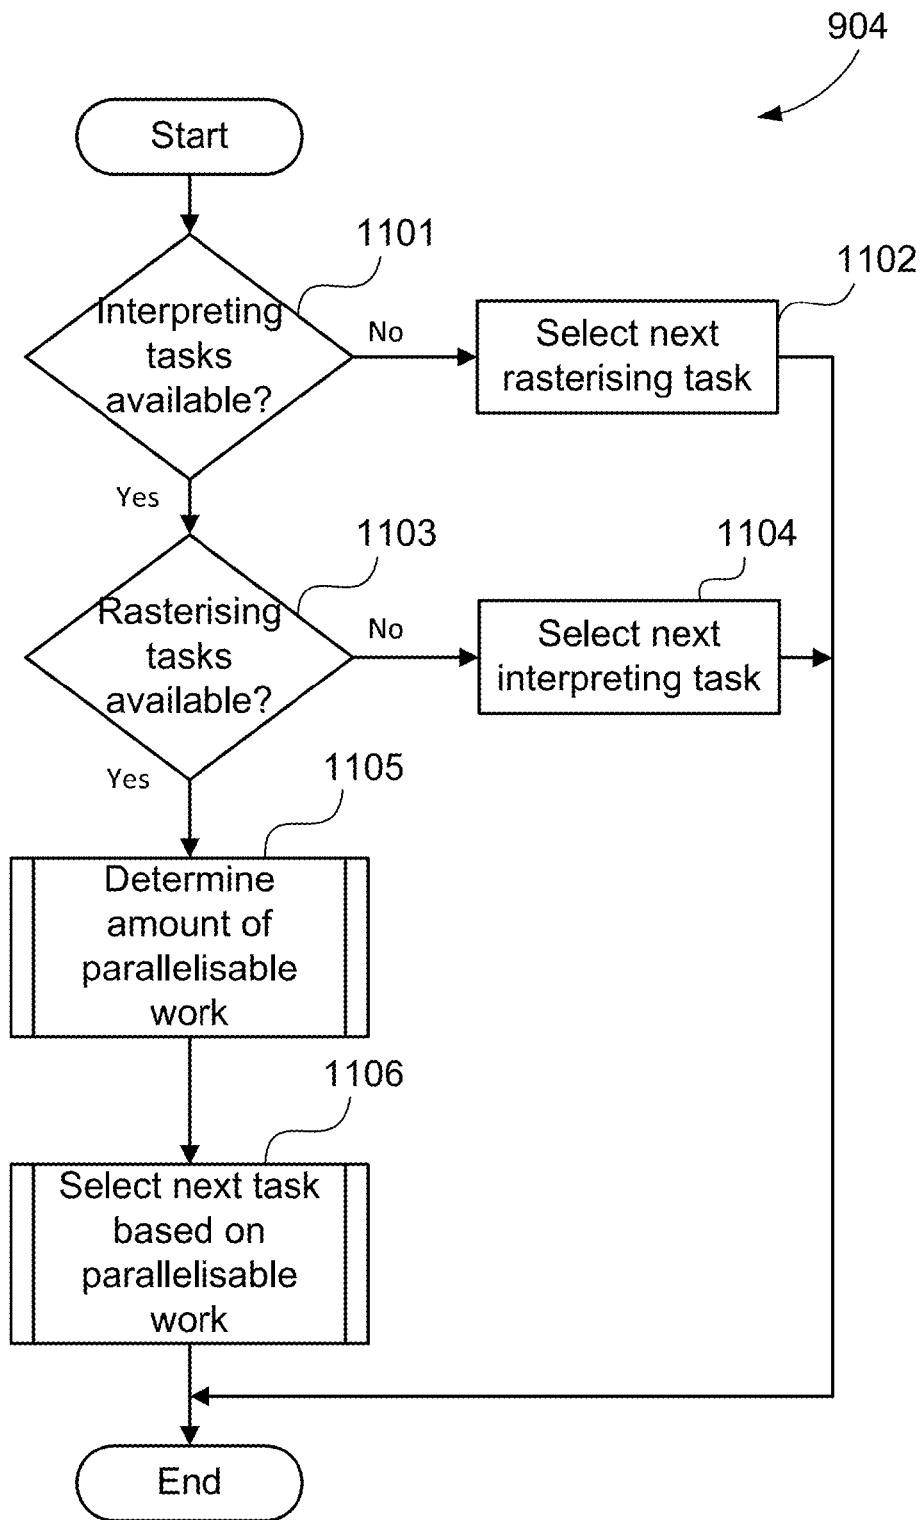 904
Start
1101
Interpreting
tasks
available?
No
1102
Select next
rasterising task
Yes
1103
Rasterising
tasks
available?
No
1104
Select next
interpreting task
Yes
1105
Determine
amount of
parallelisable
work
1106
Select next task
based on
parallelisable
work
End